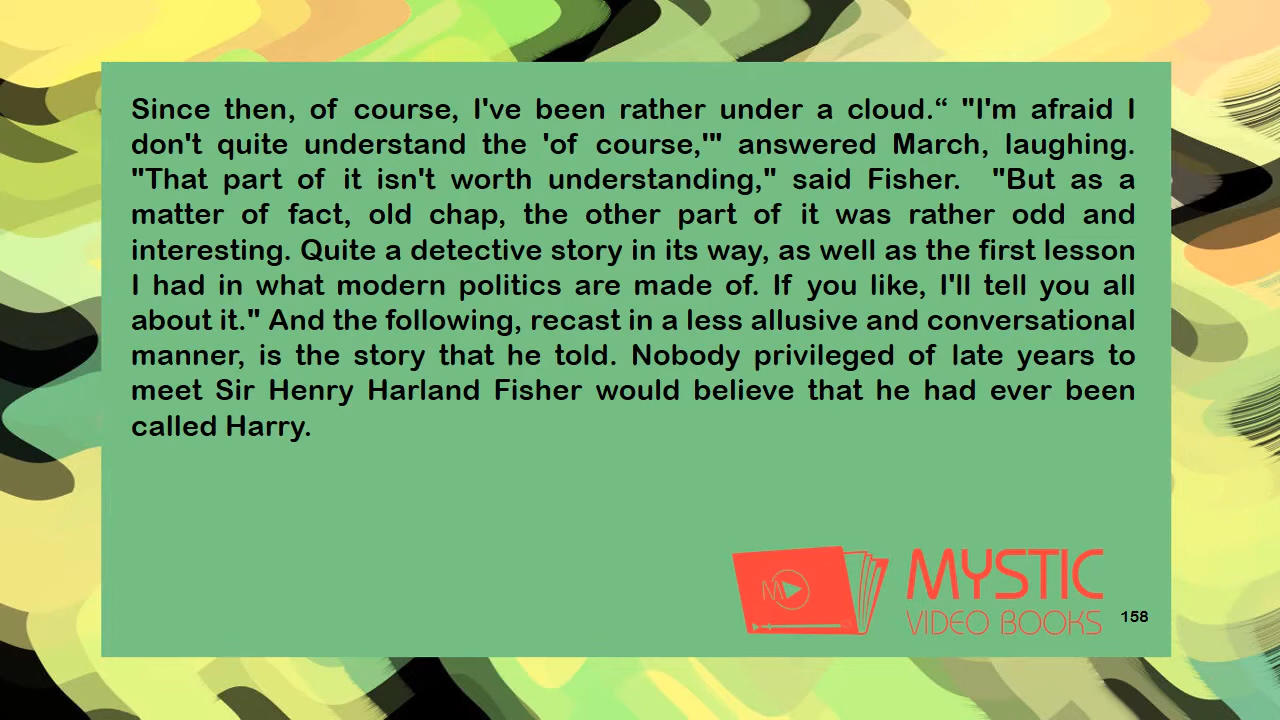 Since then, of course, I've been rather under a cloud.“ "I'm afraid I
don't quite understand the 'of course,'" answered March, laughing.
"That part of it isn't worth understanding," said Fisher.  "But as a
matter of fact, old chap, the other part of it was rather odd and
interesting. Quite a detective story in its way, as well as the first lesson
I had in what modern politics are made of. If you like, I'll tell you all
about it." And the following, recast in a less allusive and conversational
manner, is the story that he told. Nobody privileged of late years to
meet Sir Henry Harland Fisher would believe that he had ever been
called Harry.
M
MYSTIC
VIDEO BOOKS
158